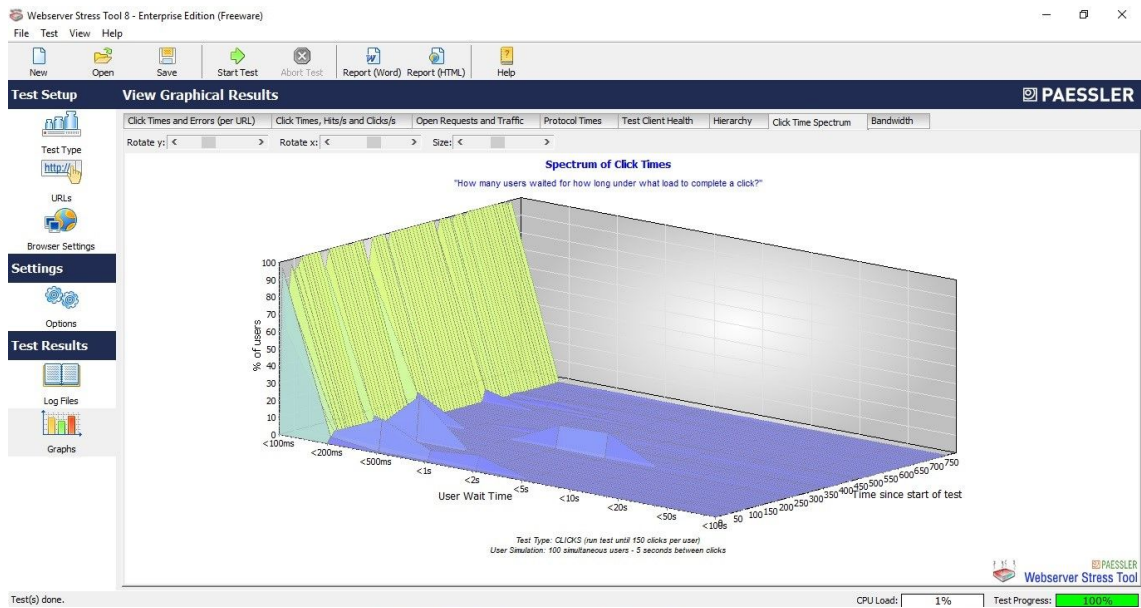 Webserver Stress Tool 8 - Enterprise Edition (Freeware)
File Test View Help
New Open Save Start Test Abort Test Report (Word) Report (HTML) Help
Test Setup
View Graphical Results
PAESSLER
Click Times and Errors (per URL) Click Times, Hits/s and Clicks/s Open Requests and Traffic Protocol Times Test Client Health Hierarchy Click Time Spectrum Bandwidth
Rotate y: Rotate x: Size:
Test Type
http://
URLs
Browser Settings
Settings
Options
Test Results
Log Files
Graphs
Spectrum of Click Times
"How many users waited for how long under what load to complete a click?"
% of users
100
90
80
70
60
50
40
30
20
10
0
<100ms
<200ms
<500ms
<1s
<2s
<5s
<10s
<20s
<50s
<100s
User Wait Time
0 50 100 150 200 250 300 350 400 450 500 550 600 650 700 750
Time since start of test
Test Type: CLICKS (run test until 150 clicks per user)
User Simulation: 100 simultaneous users - 5 seconds between clicks
PAESSLER
Webserver Stress Tool
Test(s) done.
CPU Load: 1% Test Progress: 100%